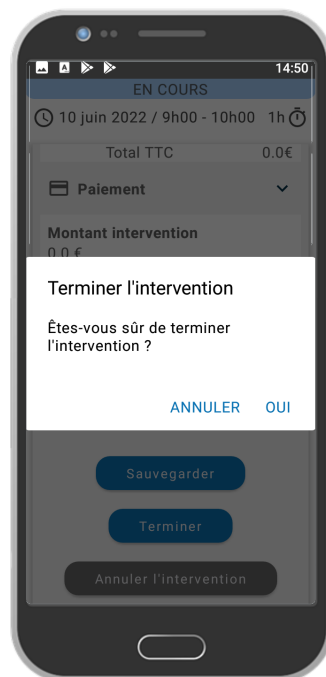 14:50
EN COURS
10 juin 2022 / 9h00 - 10h00 1h
Total TTC 0.0€
Paiement
Montant intervention
0.0 €
Terminer l'intervention
Êtes-vous sûr de terminer
l'intervention ?
ANNULER OUI
Sauvegarder
Terminer
Annuler l'intervention